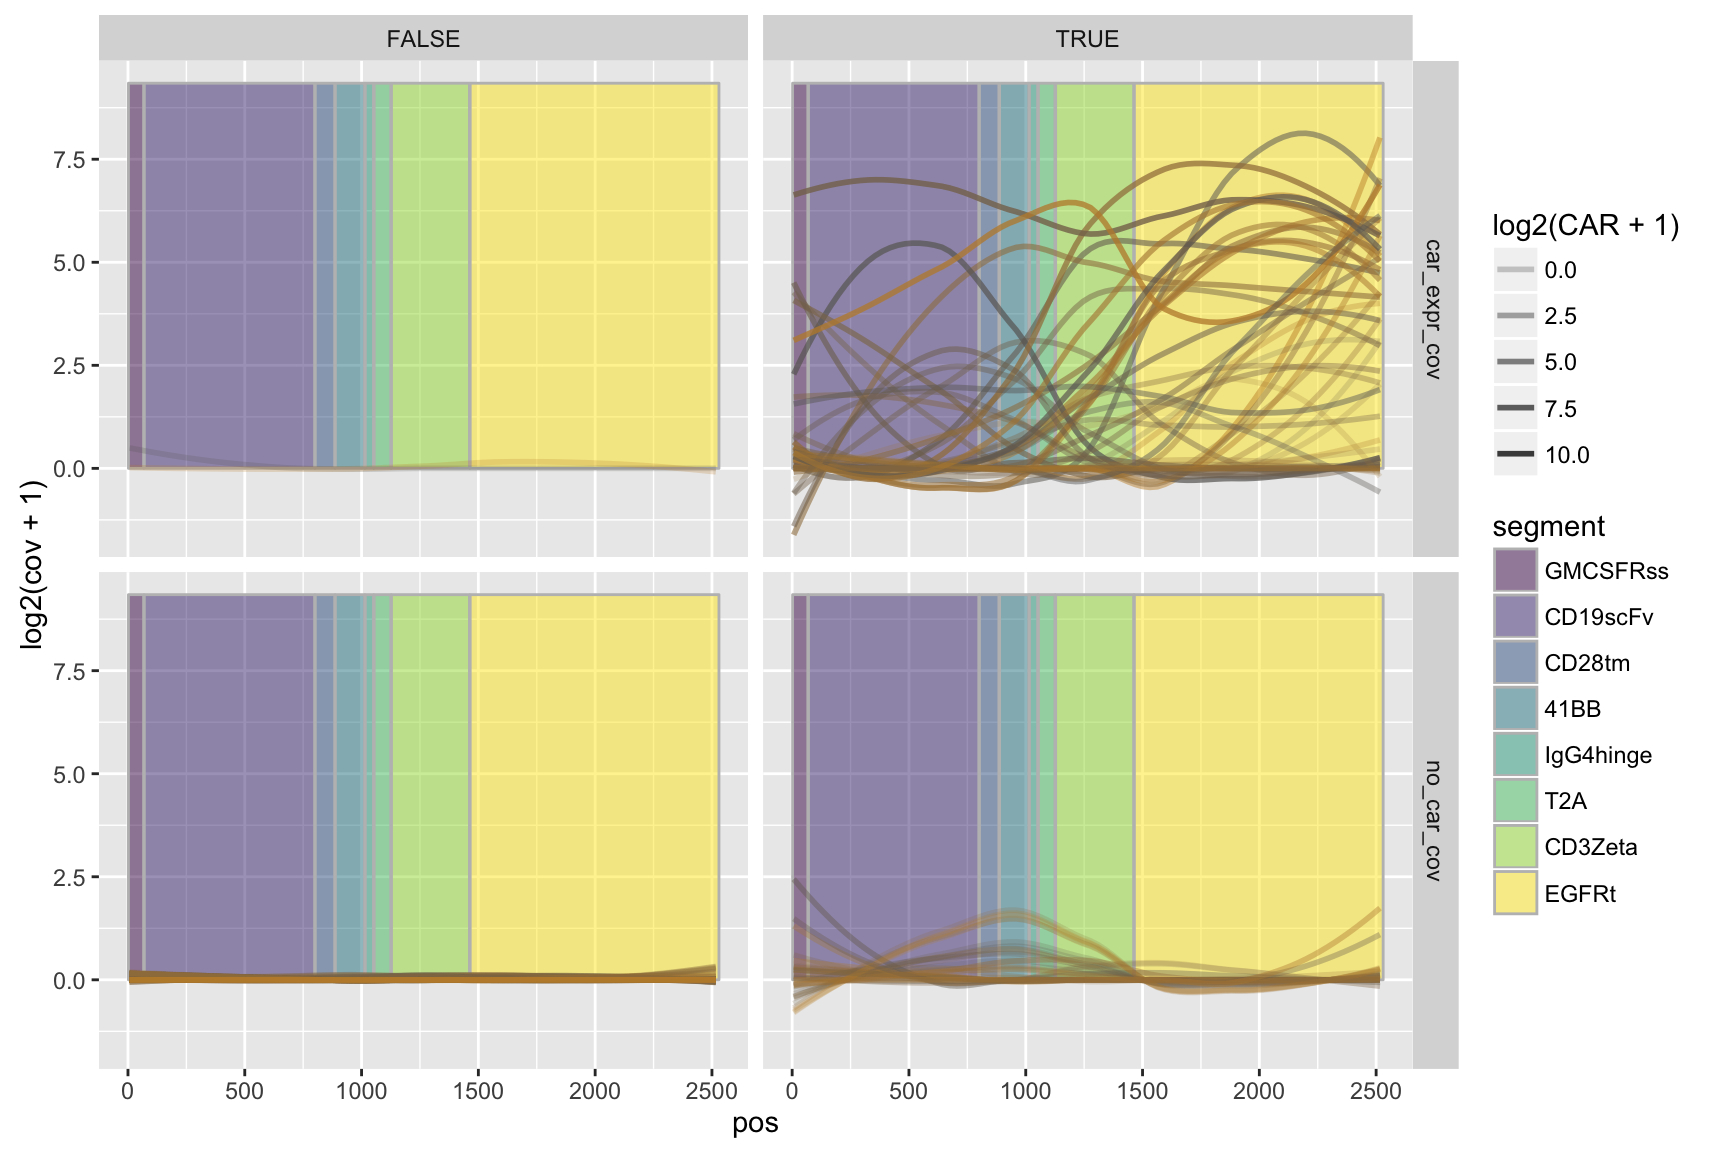 FALSE
TRUE
7.5
5.0
2.5
0.0
car_expr_cov
7.5
5.0
2.5
0.0
no_car_cov
log2(cov + 1)
0 500 1000 1500 2000 2500
0 500 1000 1500 2000 2500
pos
log2(CAR + 1)
0.0
2.5
5.0
7.5
10.0
segment
GMCSFRss
CD19scFv
CD28tm
41BB
IgG4hinge
T2A
CD3Zeta
EGFRt